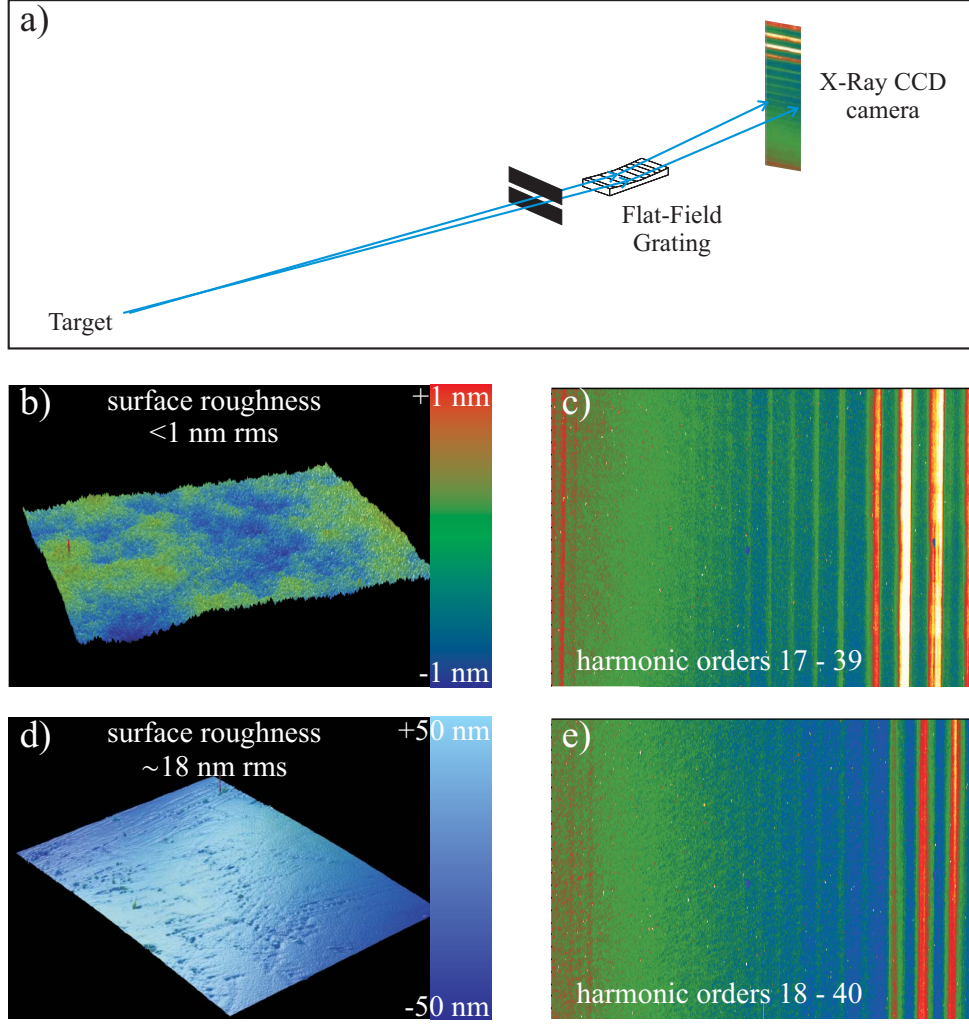 a)
X-Ray CCD
camera
Flat-Field
Grating
Target
b)
surface roughness
<1 nm rms
+1 nm
-1 nm
c)
harmonic orders 17 - 39
d)
surface roughness
~18 nm rms
+50 nm
-50 nm
e)
harmonic orders 18 - 40